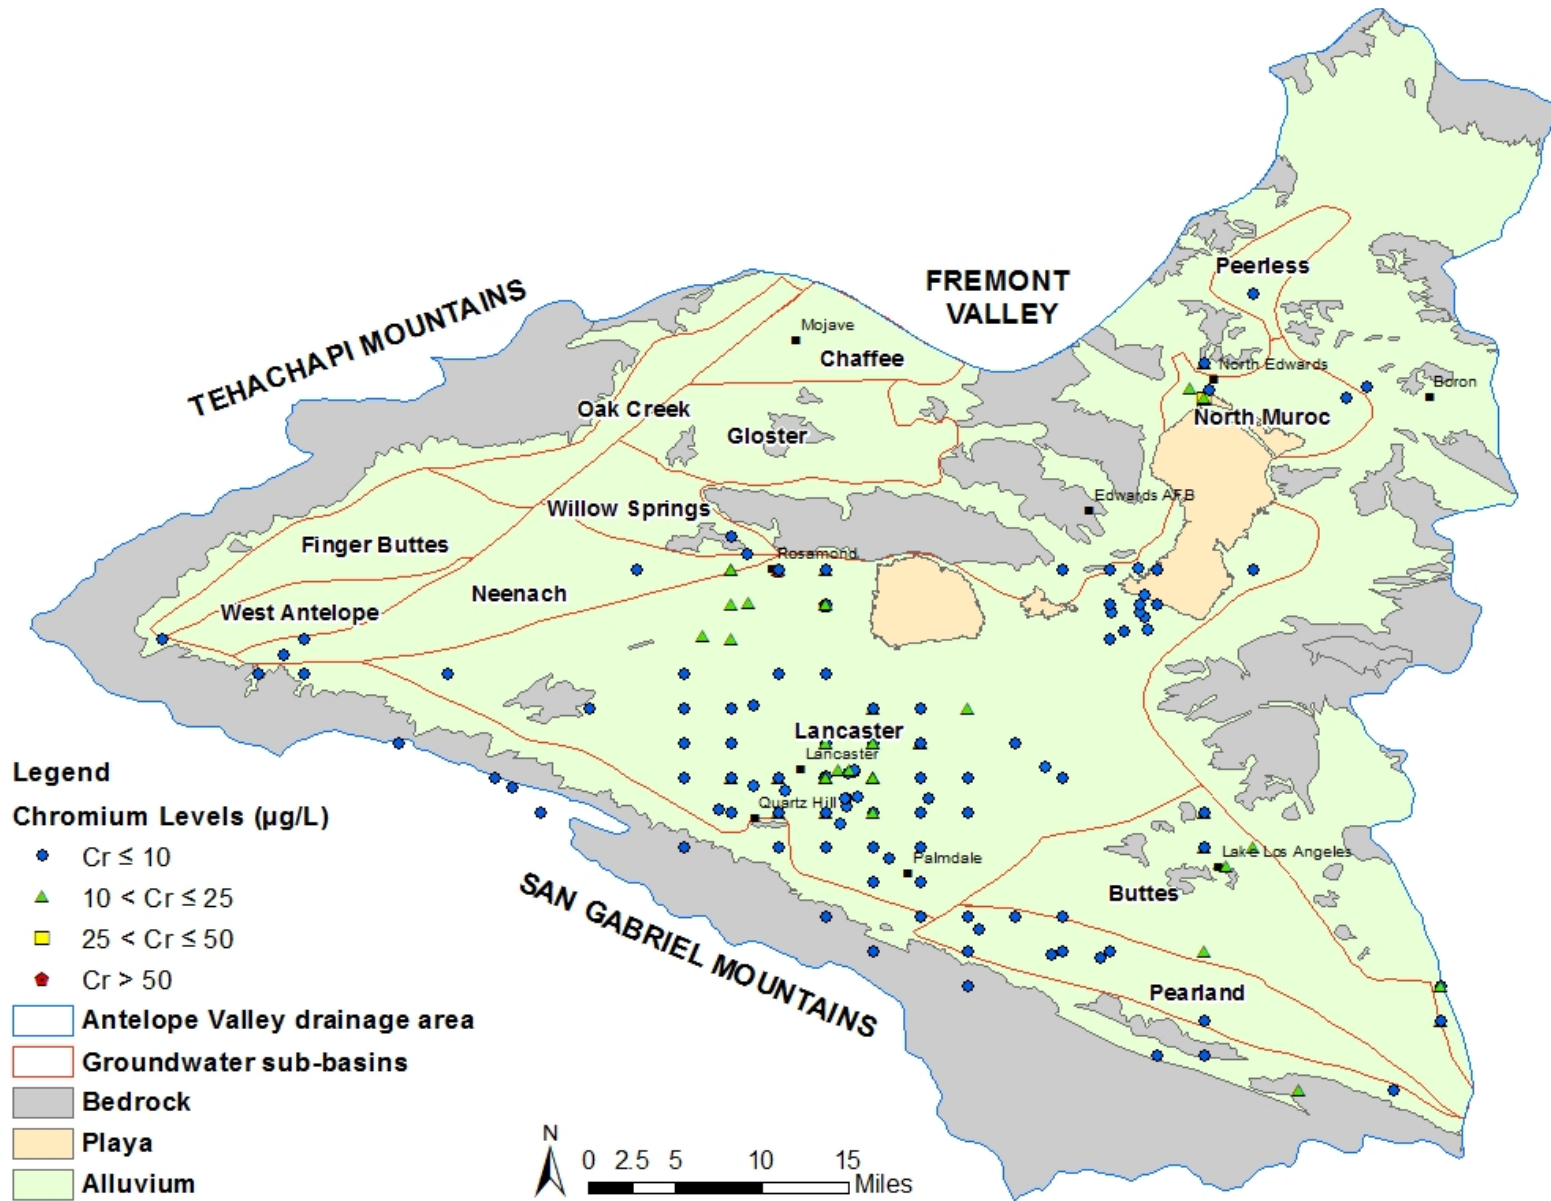 FREMONT
VALLEY
TEHACHAPI MOUNTAINS
Peerless
Mojave
Chaffee
North Edwards
Boron
Oak Creek
North Muroc
Gloster
Edwards AFB
Willow Springs
Finger Buttes
Rosamond
Neenach
West Antelope
Lancaster
Lancaster
Quartz Hill
Palmdale
Lake Los Angeles
Buttes
SAN GABRIEL MOUNTAINS
Pearland
Legend
Chromium Levels (µg/L)
Cr ≤ 10
10 < Cr ≤ 25
25 < Cr ≤ 50
Cr > 50
Antelope Valley drainage area
Groundwater sub-basins
Bedrock
Playa
Alluvium
N
0 2.5 5 10 15
Miles